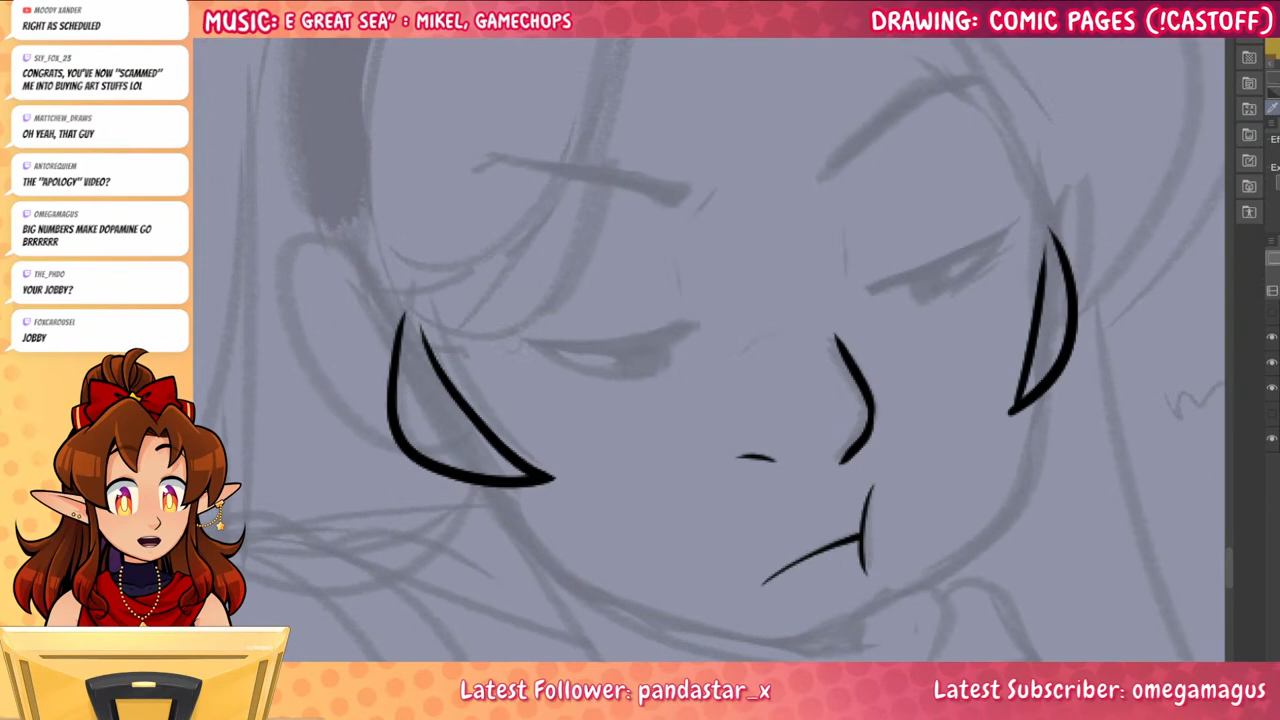 MUSIC: E GREAT SEA" : MIKEL, GAMECHOPS
DRAWING: COMIC PAGES (!CASTOFF)
MOODY XANDER
RIGHT AS SCHEDULED
SLY_FOX_23
CONGRATS, YOU'VE NOW "SCAMMED"
ME INTO BUYING ART STUFFS LOL
MATTCHEW_DRAWS
OH YEAH, THAT GUY
ANTOREQUIEM
THE "APOLOGY" VIDEO?
OMEGAMAGUS
BIG NUMBERS MAKE DOPAMINE GO
BRRRRRR
THE_PHDO
YOUR JOBBY?
FOXCAROUSEL
JOBBY
Latest Follower: pandastar_x
Latest Subscriber: omegamagus